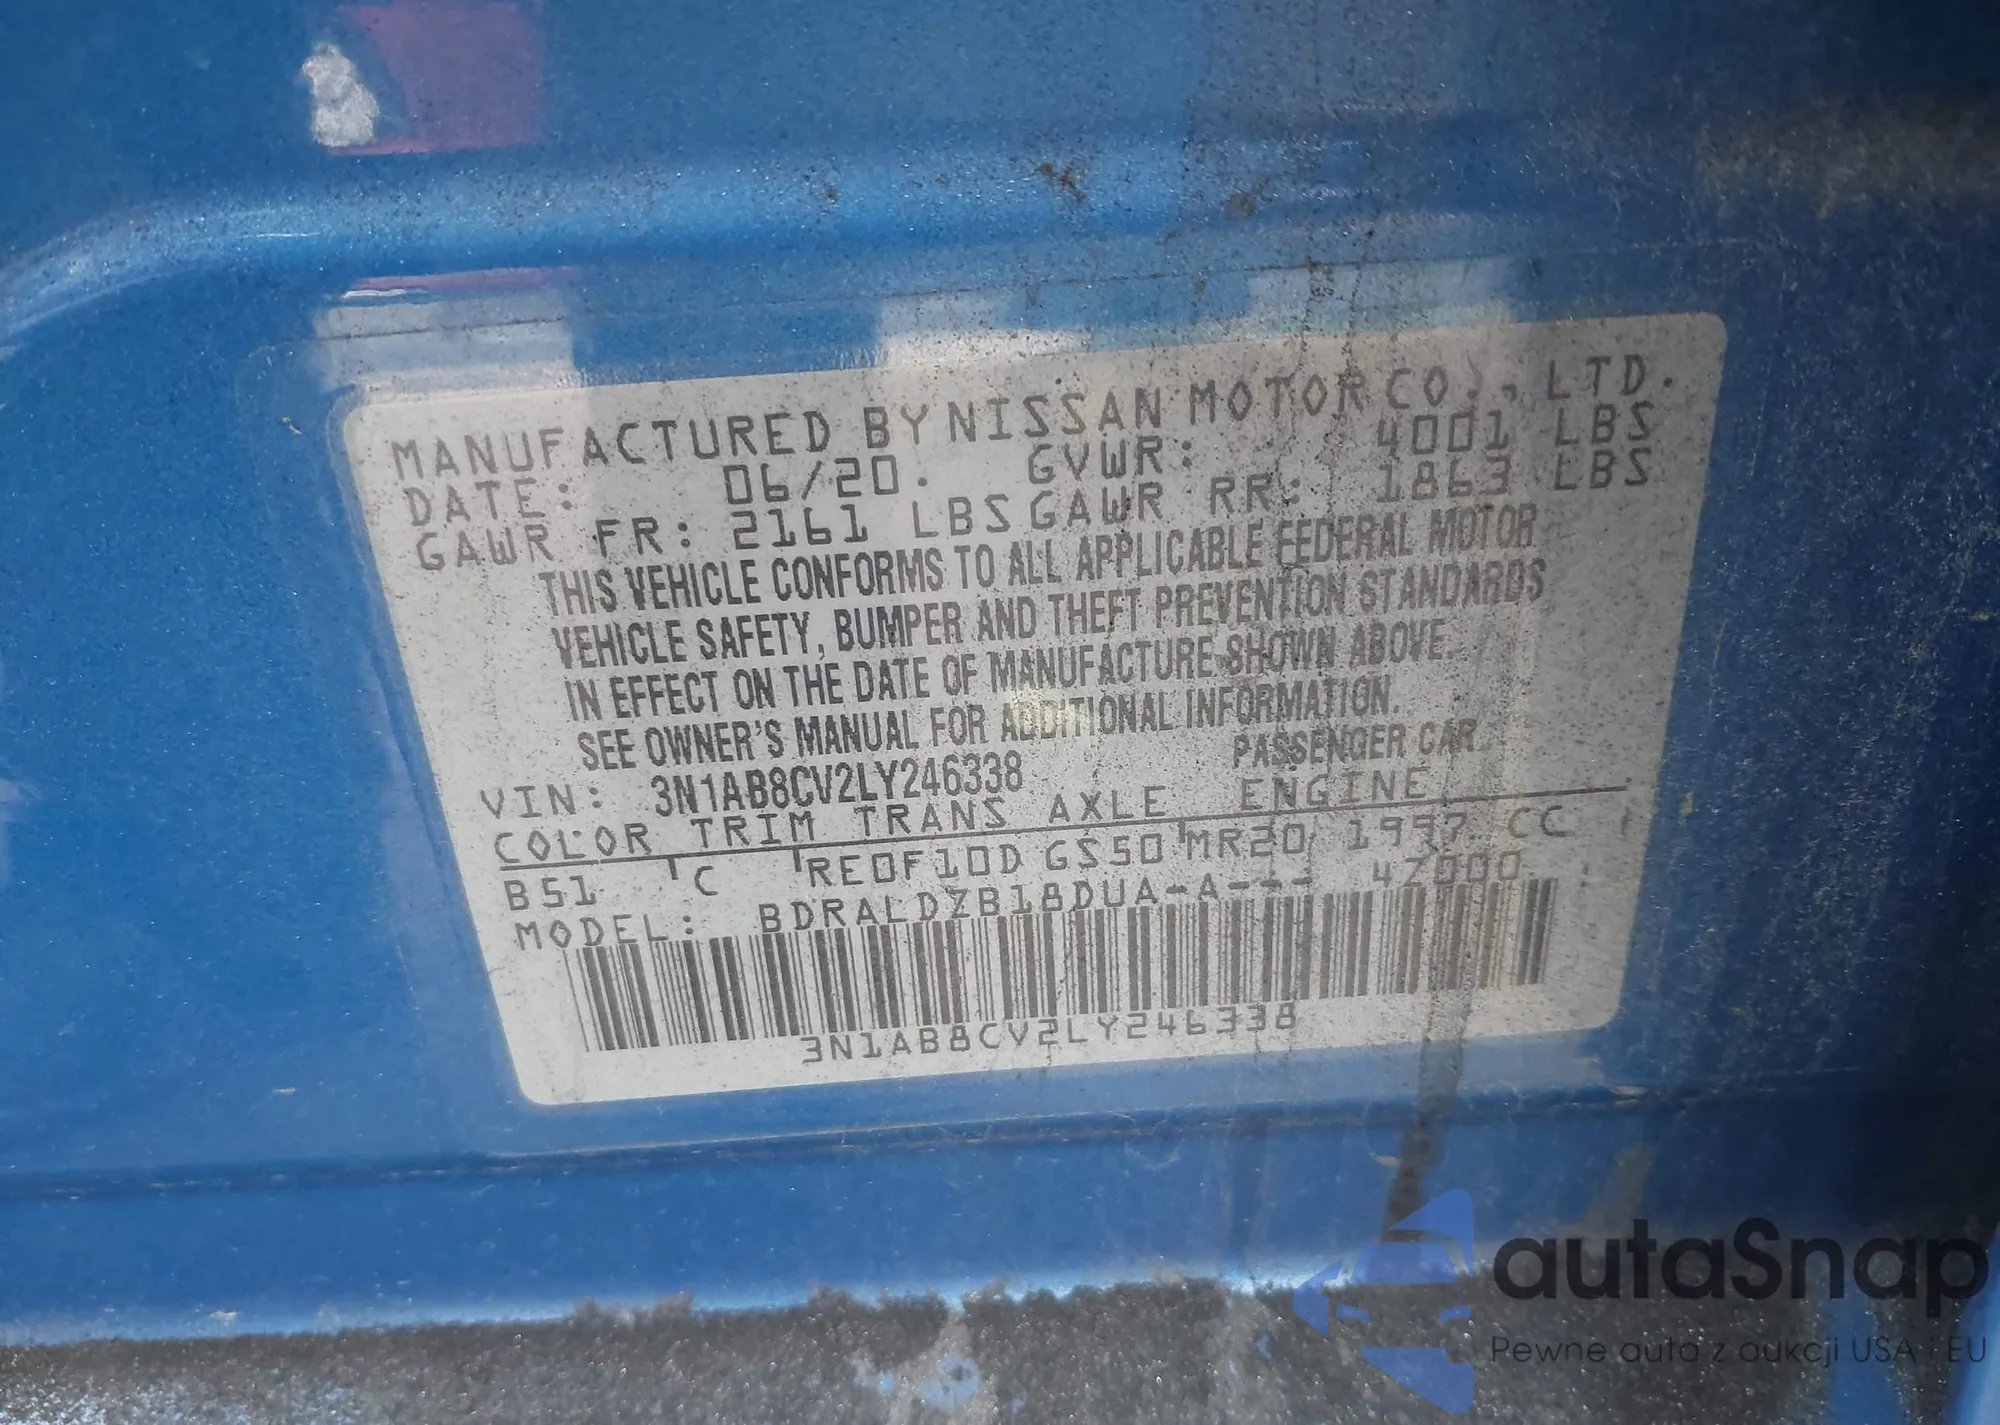 MANUFACTURED BY NISSAN MOTOR CO., LTD.
DATE: 06/20. GVWR: 4001 LBS
GAWR FR: 2161 LBS GAWR RR: 1863 LBS
THIS VEHICLE CONFORMS TO ALL APPLICABLE FEDERAL MOTOR
VEHICLE SAFETY, BUMPER AND THEFT PREVENTION STANDARDS
IN EFFECT ON THE DATE OF MANUFACTURE SHOWN ABOVE.
SEE OWNER'S MANUAL FOR ADDITIONAL INFORMATION.
VIN: 3N1AB8CV2LY246338 PASSENGER CAR
COLOR TRIM TRANS AXLE ENGINE
B51 C RE0F10D GS50 MR20 1997 CC
MODEL: BDRALDZB18DUA-A--- 47000
3N1AB8CV2LY246338
autaSnap
Pewne auta z aukcji USA i EU